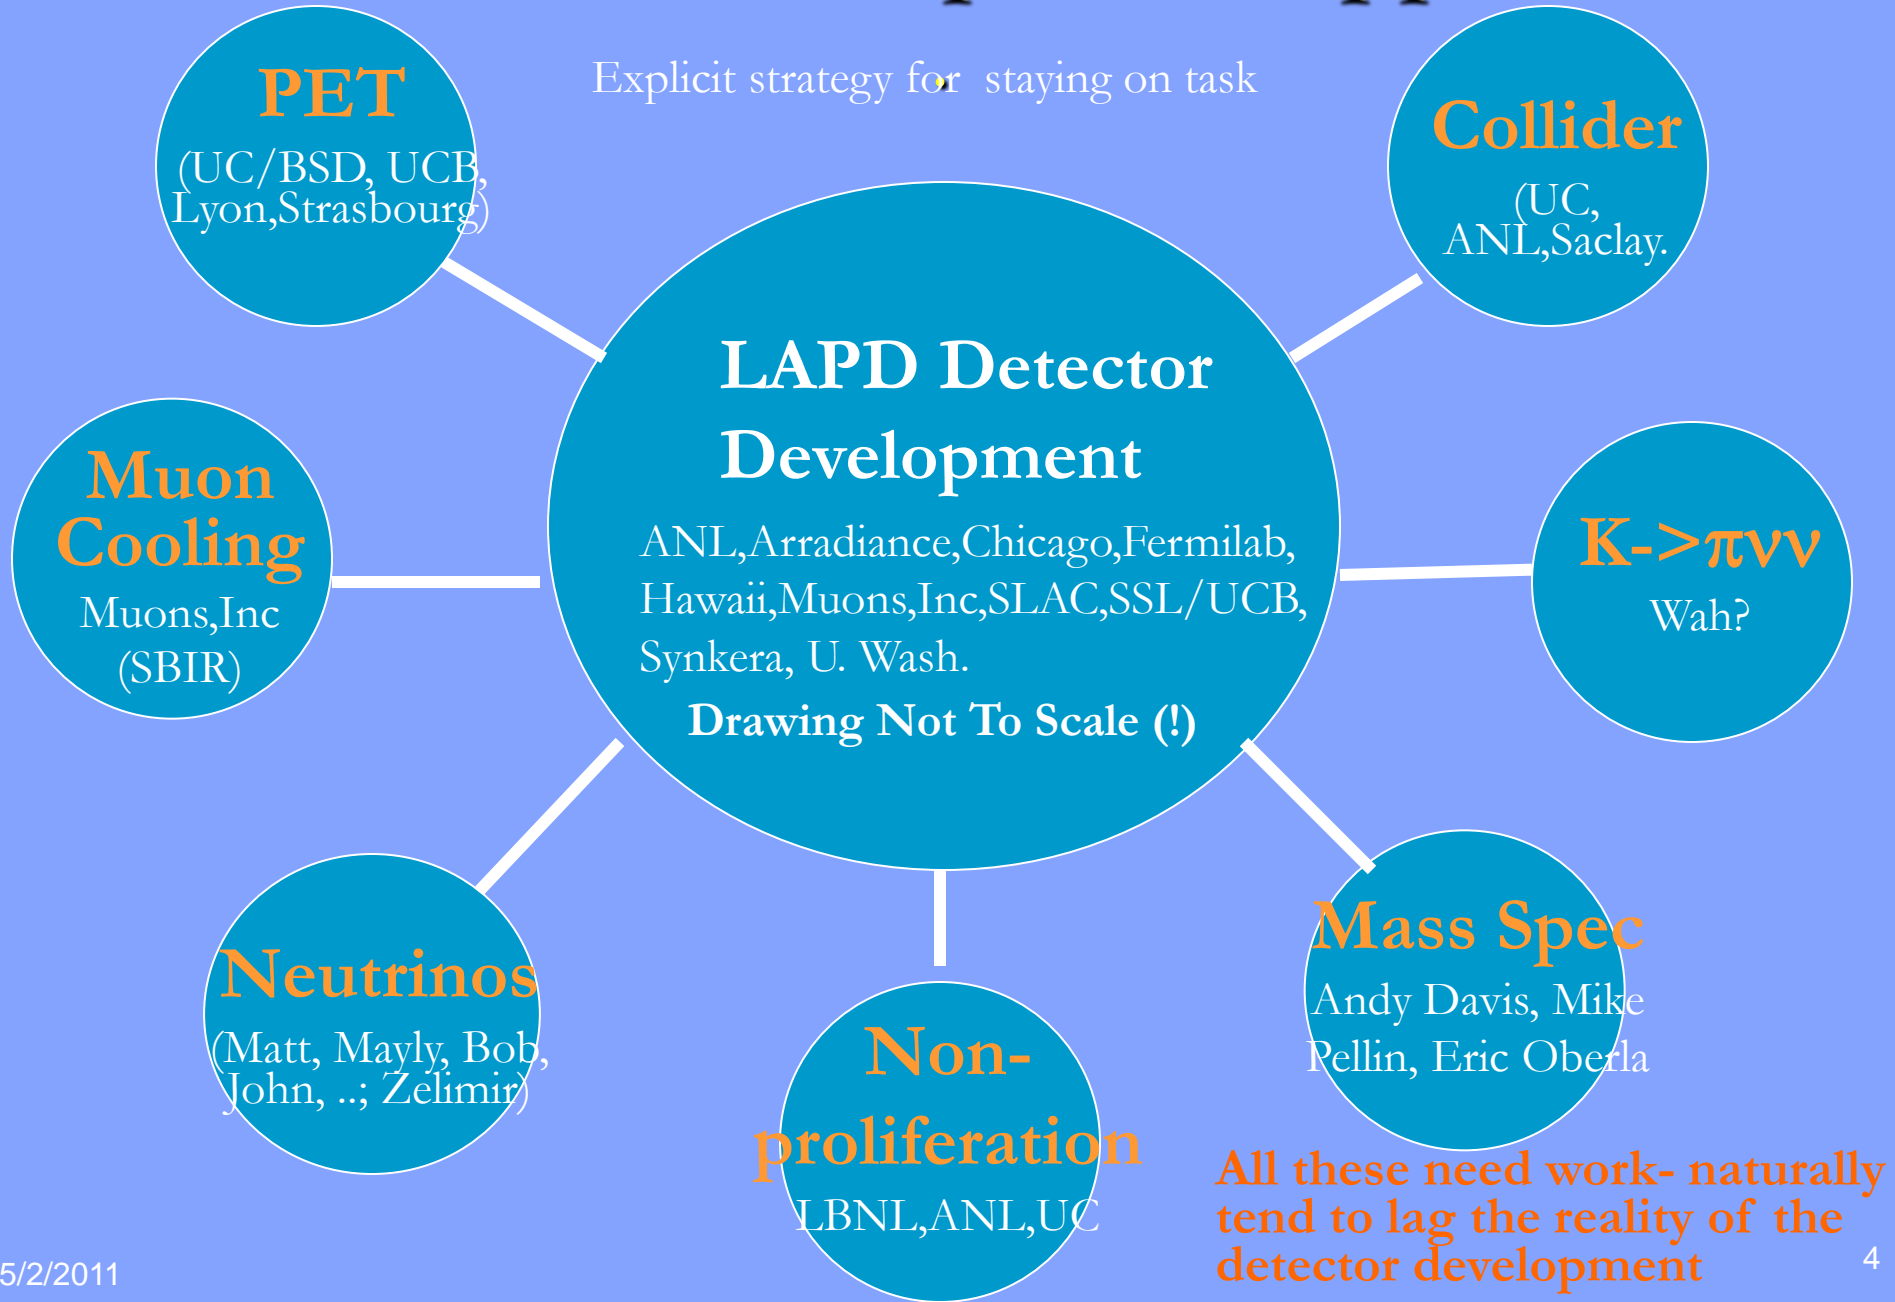 Explicit strategy for staying on task
PET
(UC/BSD, UCB,
Lyon,Strasbourg)
Collider
(UC,
ANL,Saclay.
LAPD Detector
Development
ANL,Arradiance,Chicago,Fermilab,
Hawaii,Muons,Inc,SLAC,SSL/UCB,
Synkera, U. Wash.
Drawing Not To Scale (!)
Muon
Cooling
Muons,Inc
(SBIR)
K->πνν
Wah?
Neutrinos
(Matt, Mayly, Bob,
John, ..; Zelimir)
Non-
proliferation
LBNL,ANL,UC
Mass Spec
Andy Davis, Mike
Pellin, Eric Oberla
All these need work- naturally
tend to lag the reality of the
detector development
5/2/2011
4